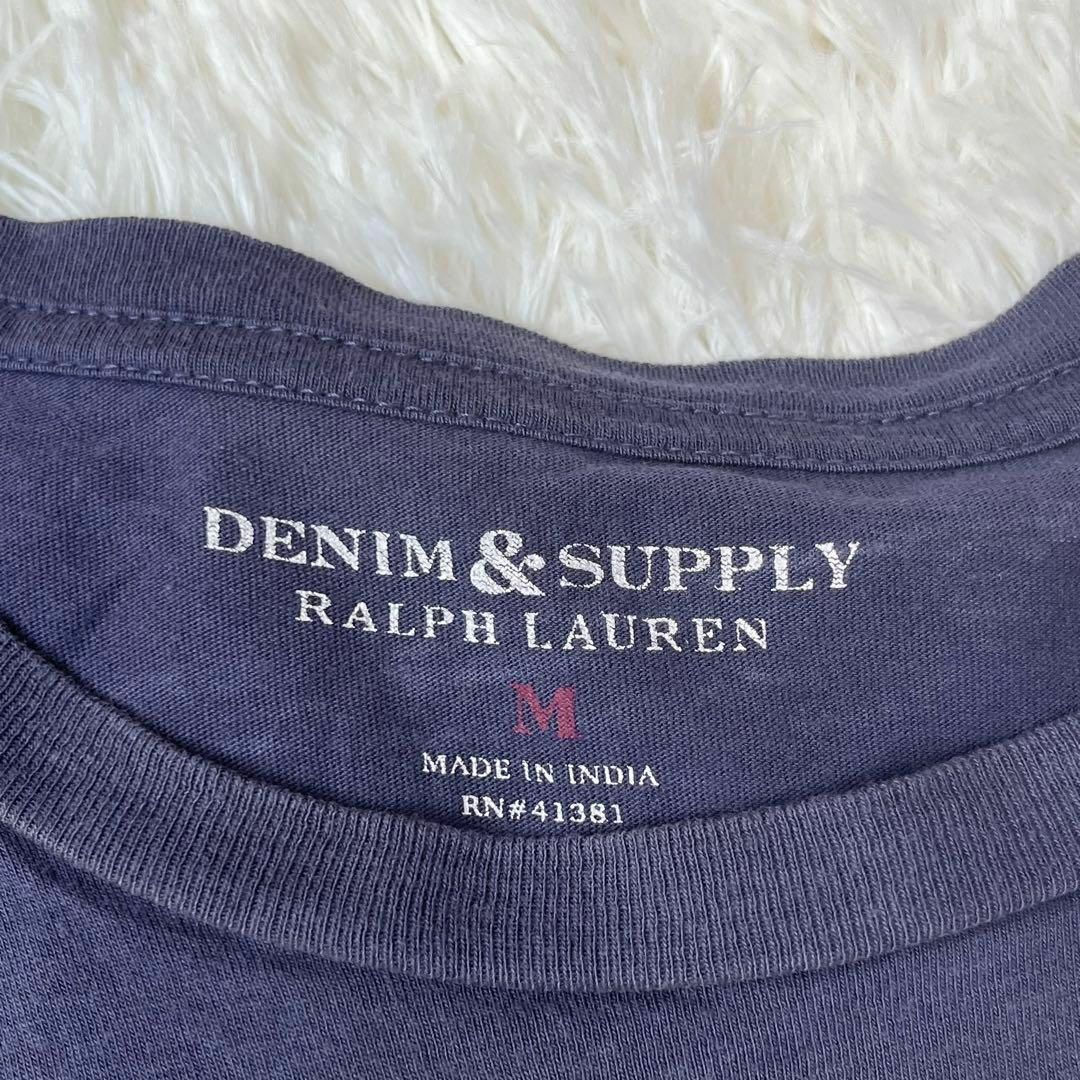 DENIM & SUPPLY
RALPH LAUREN
M
MADE IN INDIA
RN#41381